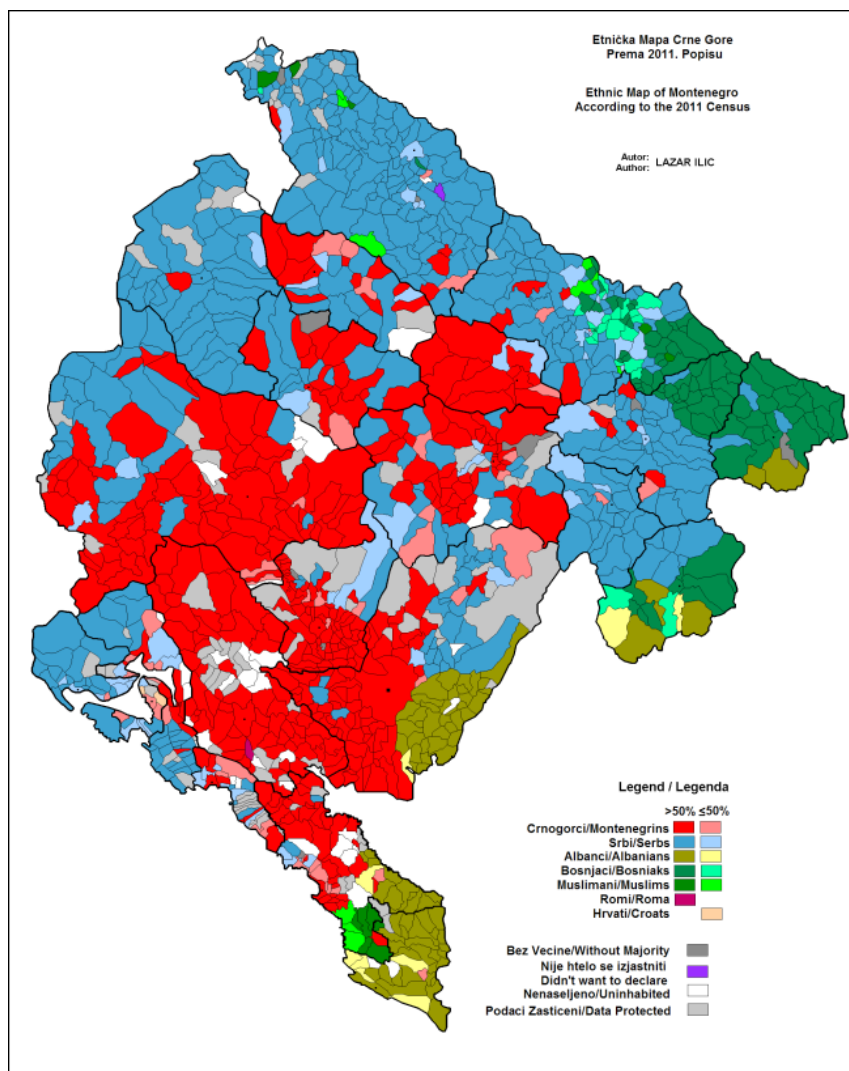 Etnička Mapa Crne Gore
Prema 2011. Popisu
Ethnic Map of Montenegro
According to the 2011 Census
Autor:
Author: LAZAR ILIC
Legend / Legenda
>50% ≤50%
Crnogorci/Montenegrins
Srbi/Serbs
Albanci/Albanians
Bosnjaci/Bosniaks
Muslimani/Muslims
Romi/Roma
Hrvati/Croats
Bez Vecine/Without Majority
Nije htelo se izjastniti
Didn't want to declare
Nenaseljeno/Uninhabited
Podaci Zasticeni/Data Protected